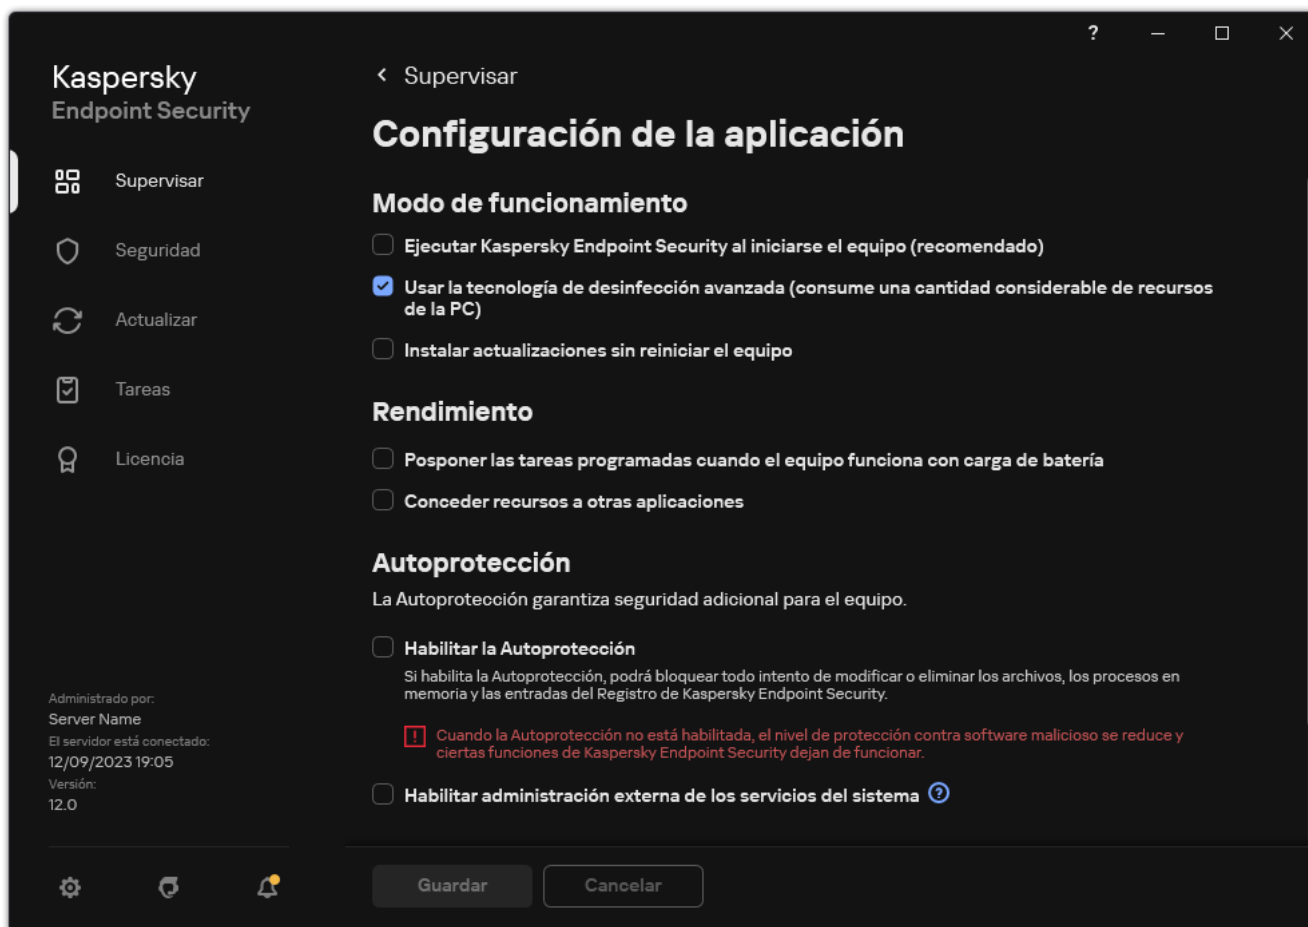 ?
Kaspersky
Endpoint Security
Supervisar
Seguridad
Actualizar
Tareas
Licencia
Administrado por:
Server Name
El servidor está conectado:
12/09/2023 19:05
Versión:
12.0
Supervisar
Configuración de la aplicación
Modo de funcionamiento
Ejecutar Kaspersky Endpoint Security al iniciarse el equipo (recomendado)
Usar la tecnología de desinfección avanzada (consume una cantidad considerable de recursos
de la PC)
Instalar actualizaciones sin reiniciar el equipo
Rendimiento
Posponer las tareas programadas cuando el equipo funciona con carga de batería
Conceder recursos a otras aplicaciones
Autoprotección
La Autoprotección garantiza seguridad adicional para el equipo.
Habilitar la Autoprotección
Si habilita la Autoprotección, podrá bloquear todo intento de modificar o eliminar los archivos, los procesos en
memoria y las entradas del Registro de Kaspersky Endpoint Security.
! Cuando la Autoprotección no está habilitada, el nivel de protección contra software malicioso se reduce y
ciertas funciones de Kaspersky Endpoint Security dejan de funcionar.
Habilitar administración externa de los servicios del sistema ?
Guardar
Cancelar